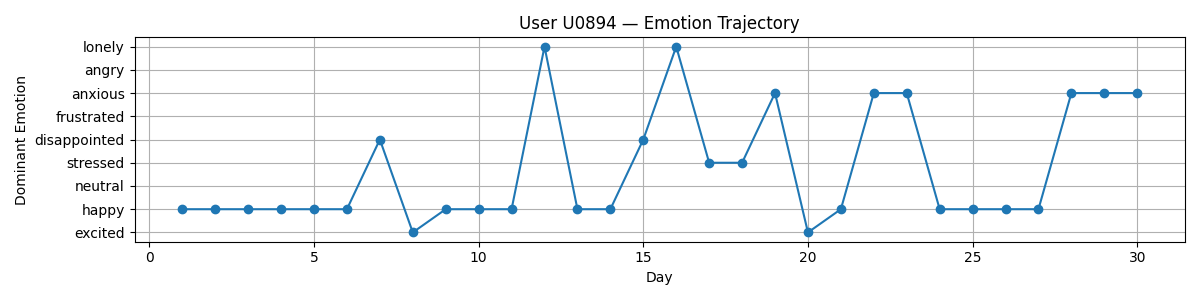 User U0894 — Emotion Trajectory
Dominant Emotion
lonely
angry
anxious
frustrated
disappointed
stressed
neutral
happy
excited
0 5 10 15 20 25 30
Day